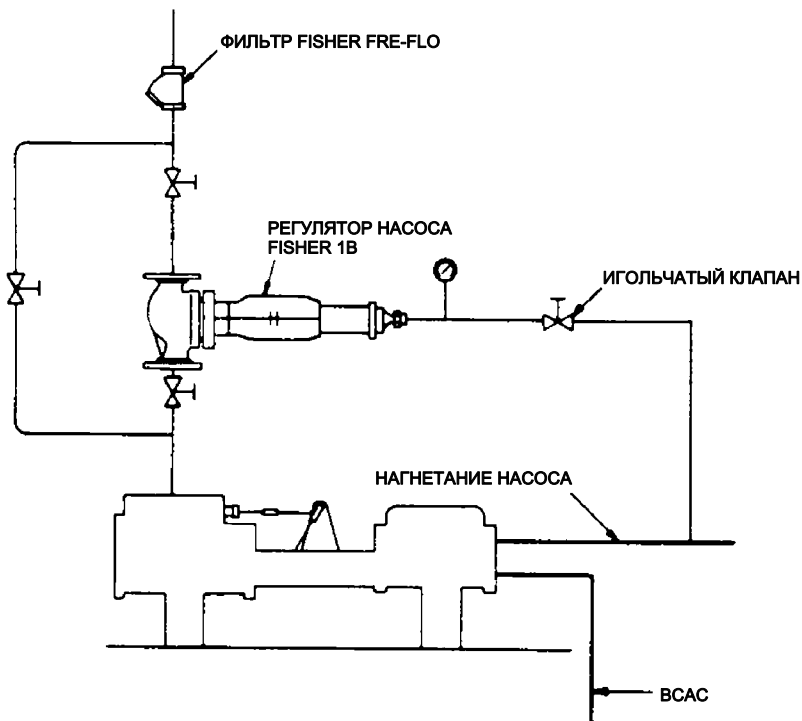 ФИЛЬТР FISHER FRE-FLO
РЕГУЛЯТОР НАСОСА
FISHER 1B
ИГОЛЬЧАТЫЙ КЛАПАН
НАГНЕТАНИЕ НАСОСА
ВСАС